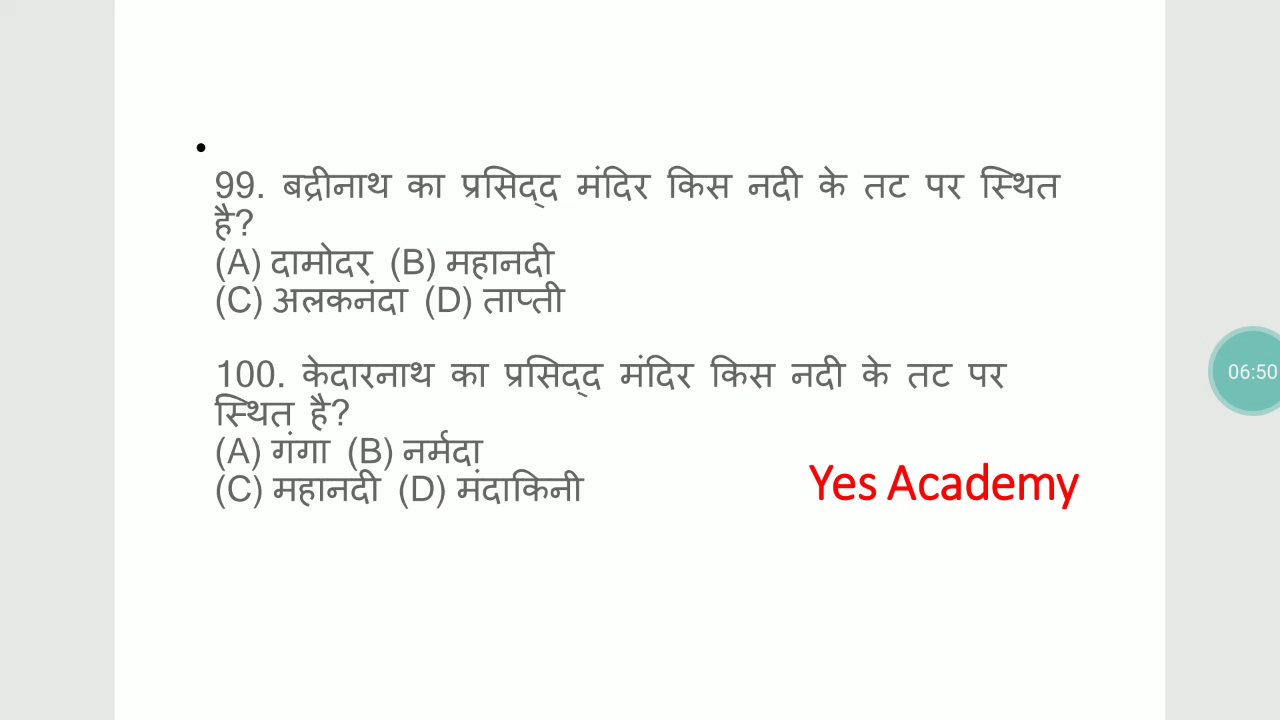 99. बद्रीनाथ का प्रसिद्द मंदिर किस नदी के तट पर स्थित
है?
(A) दामोदर (B) महानदी
(C) अलकनंदा (D) ताप्ती
100. केदारनाथ का प्रसिद्द मंदिर किस नदी के तट पर
स्थित है?
(A) गंगा (B) नर्मदा
(C) महानदी (D) मंदाकिनी
Yes Academy
06:50